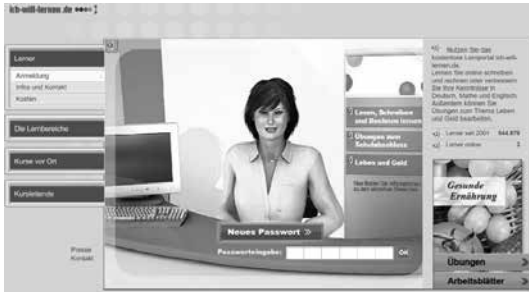 ich-will-lernen.de
Lerner
Anmeldung
Infos und Kontakt
Kosten
Die Lernbereiche
Kurse vor Ort
Kursleitende
Presse
Kontakt
Lesen, Schreiben
und Rechnen lernen
Übungen zum
Schulabschluss
Leben und Geld
Neues Passwort »
Passworteingabe:
OK
Nutzen Sie das
kostenlose Lernportal ich-will-
lernen.de.
Lernen Sie online schreiben
und rechnen oder verbessern
Sie Ihre Kenntnisse in
Deutsch, Mathe und Englisch.
Außerdem können Sie
Übungen zum Thema Leben
und Geld bearbeiten.
Lerner seit 2004 544.879
Lerner online
Gesunde
Ernährung
Übungen
Arbeitsblätter